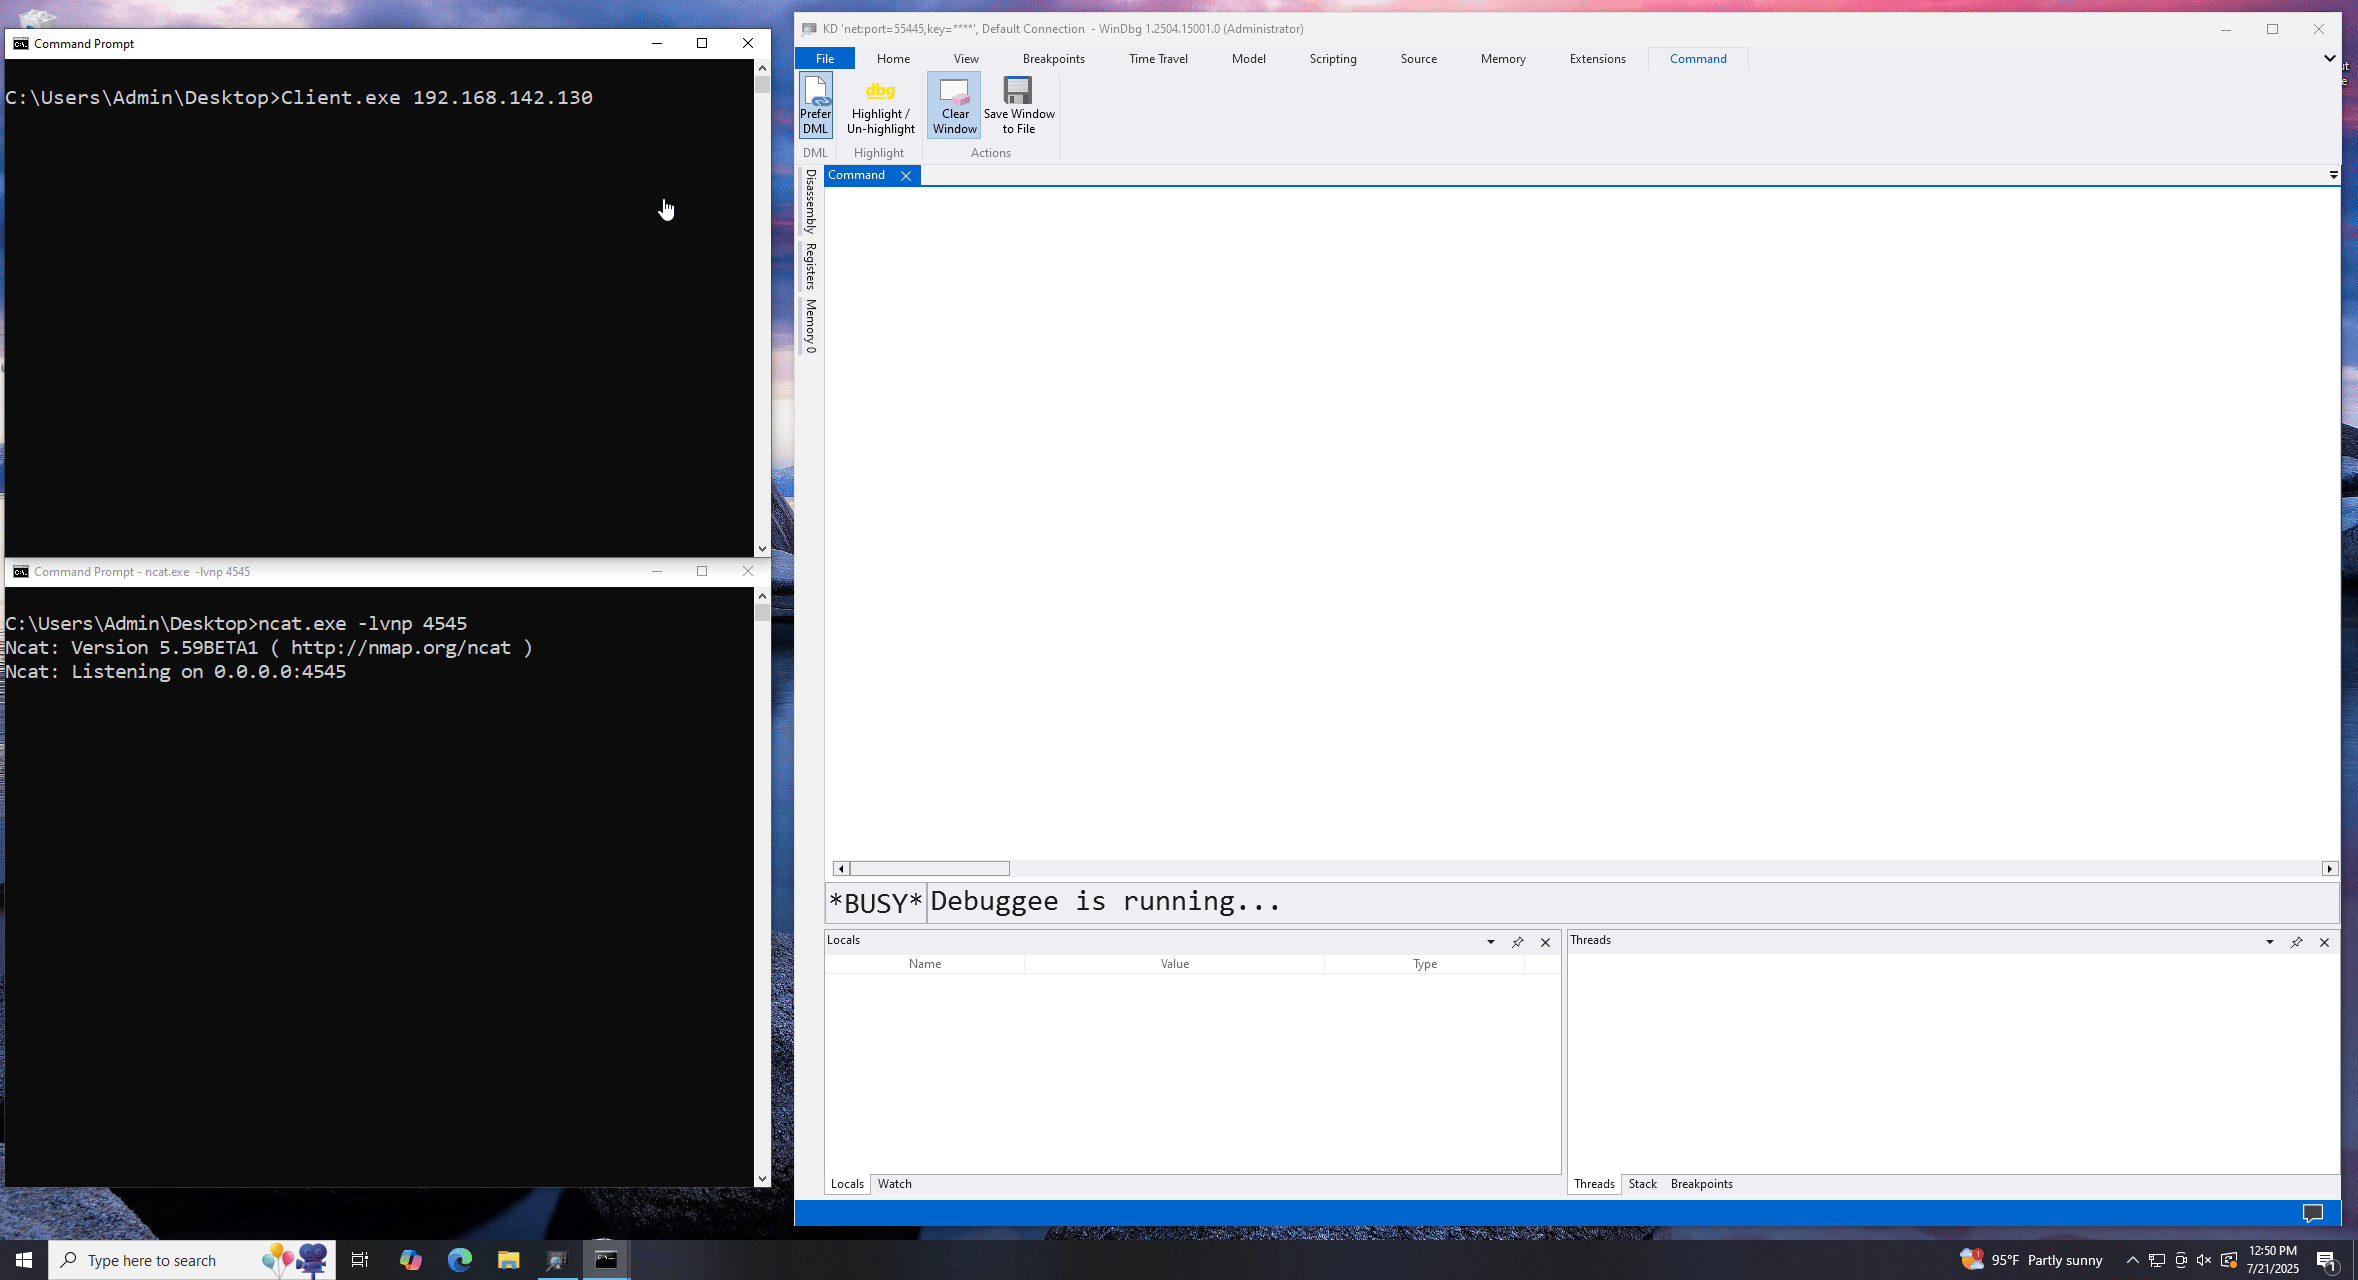 Command Prompt
C:\Users\Admin\Desktop>Client.exe 192.168.142.130
Command Prompt - ncat.exe -lvnp 4545
C:\Users\Admin\Desktop>ncat.exe -lvnp 4545
Ncat: Version 5.59BETA1 ( http://nmap.org/ncat )
Ncat: Listening on 0.0.0.0:4545
KD 'net:port=55445,key=****', Default Connection - WinDbg 1.2504.15001.0 (Administrator)
File Home View Breakpoints Time Travel Model Scripting Source Memory Extensions Command
Prefer DML
dbg
Highlight / Un-highlight
Clear Window
Save Window to File
DML Highlight Actions
Command
Disassembly
Registers
Memory 0
*BUSY* Debuggee is running...
Locals
Name Value Type
Locals Watch
Threads
Threads Stack Breakpoints
Type here to search
1
95°F Partly sunny
12:50 PM
7/21/2025
1